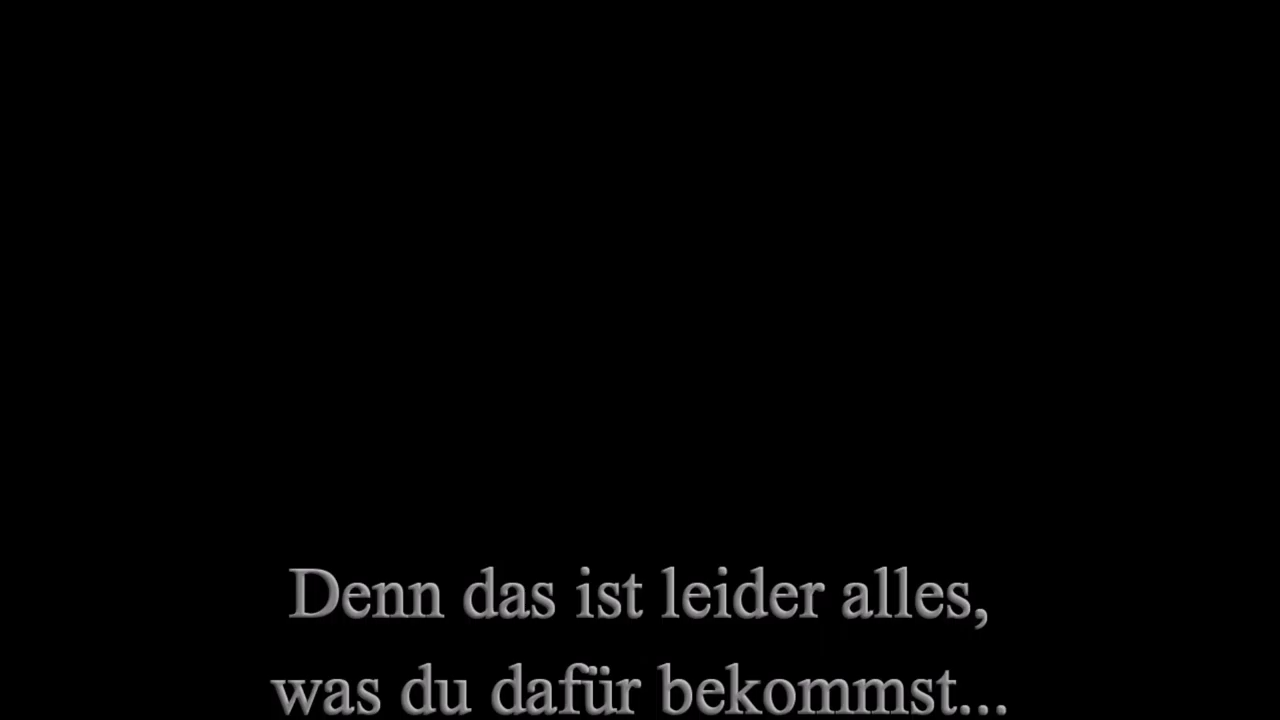 Denn das ist leider alles,
was du dafür bekommst...